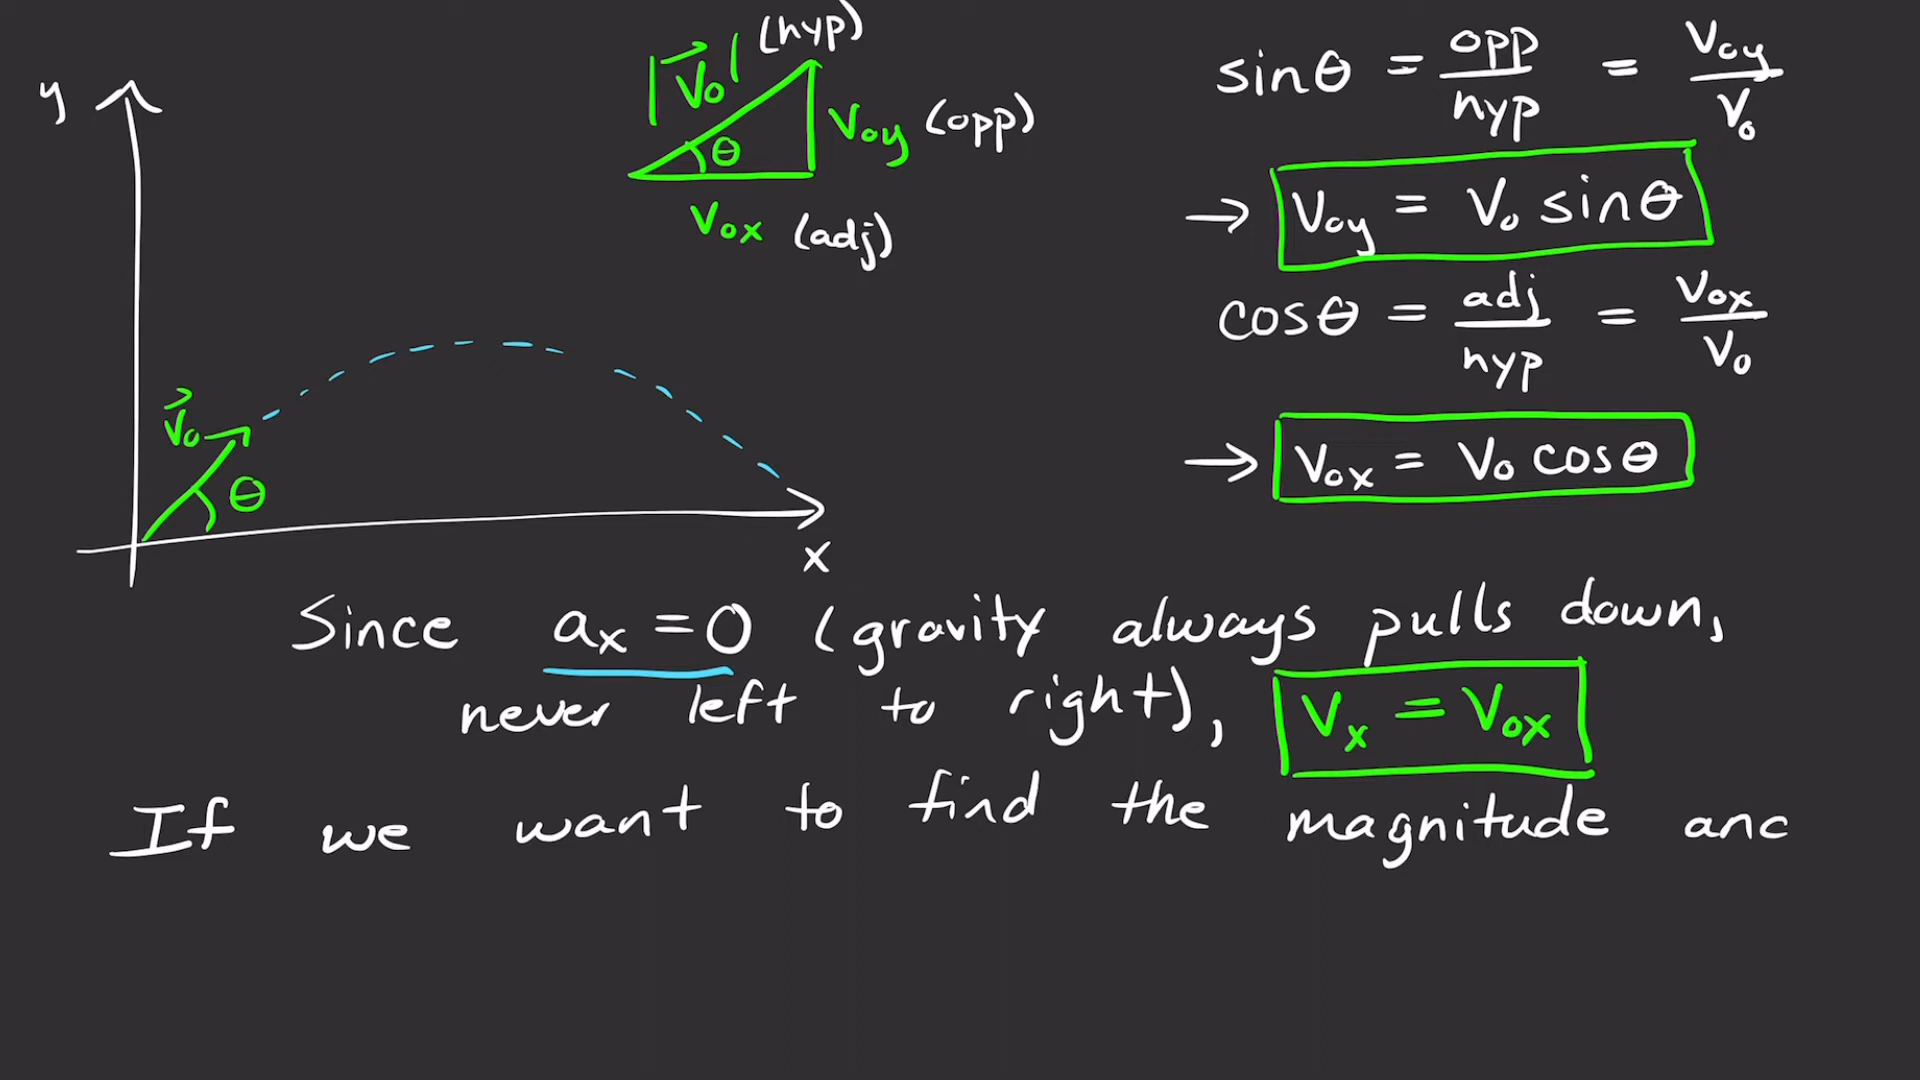 y
|v⃗₀| (hyp)
θ
v₀y (opp)
v₀x (adj)
sinθ = opp/hyp = v₀y/v₀
→ v₀y = v₀ sinθ
cosθ = adj/hyp = v₀x/v₀
→ v₀x = v₀ cosθ
v⃗₀
θ
x
Since aₓ = 0 (gravity always pulls down,
never left to right), vₓ = v₀x
If we want to find the magnitude anc